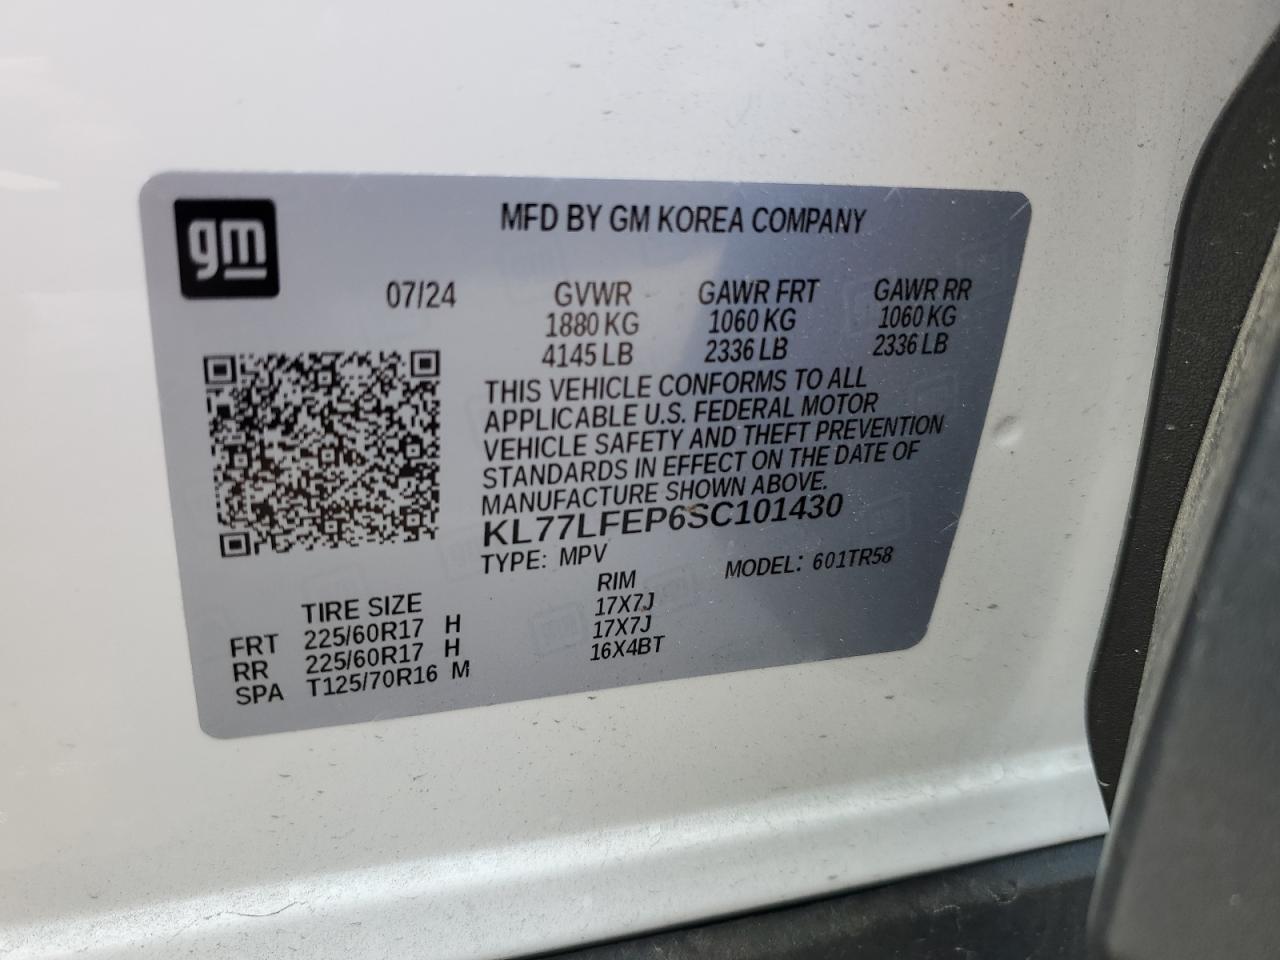 gm
MFD BY GM KOREA COMPANY
07/24 GVWR GAWR FRT GAWR RR
1880 KG 1060 KG 1060 KG
4145 LB 2336 LB 2336 LB
THIS VEHICLE CONFORMS TO ALL
APPLICABLE U.S. FEDERAL MOTOR
VEHICLE SAFETY AND THEFT PREVENTION
STANDARDS IN EFFECT ON THE DATE OF
MANUFACTURE SHOWN ABOVE.
KL77LFEP6SC101430
TYPE: MPV MODEL: 601TR58
TIRE SIZE RIM
FRT 225/60R17 H 17X7J
RR 225/60R17 H 17X7J
SPA T125/70R16 M 16X4BT